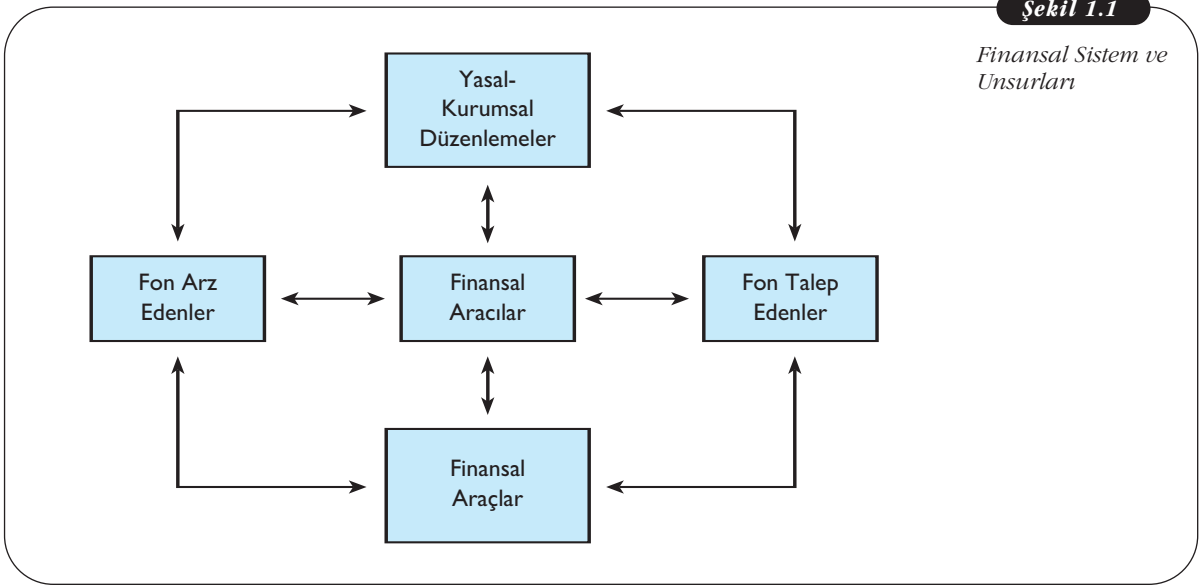 Şekil 1.1
Finansal Sistem ve
Unsurları
Yasal-
Kurumsal
Düzenlemeler
Fon Arz
Edenler
Finansal
Aracılar
Fon Talep
Edenler
Finansal
Araçlar